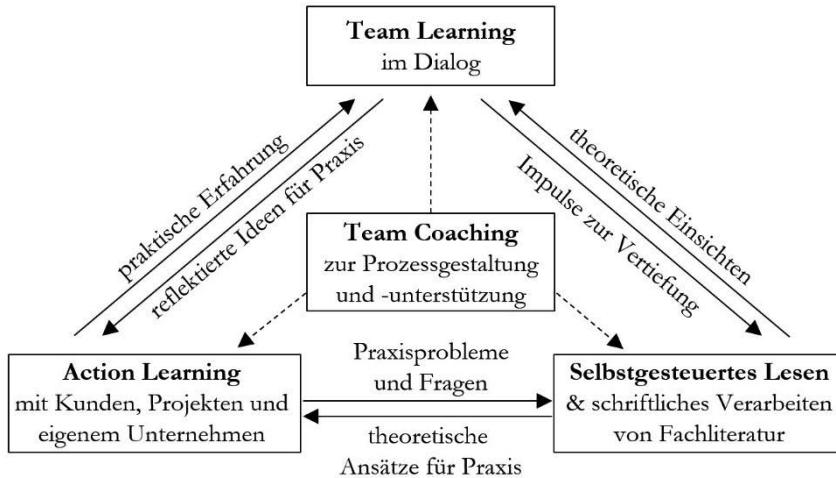 Team Learning
im Dialog
praktische Erfahrung
reflektierte Ideen für Praxis
theoretische Einsichten
Impulse zur Vertiefung
Team Coaching
zur Prozessgestaltung
und -unterstützung
Action Learning
mit Kunden, Projekten und
eigenem Unternehmen
Praxisprobleme
und Fragen
theoretische
Ansätze für Praxis
Selbstgesteuertes Lesen
& schriftliches Verarbeiten
von Fachliteratur